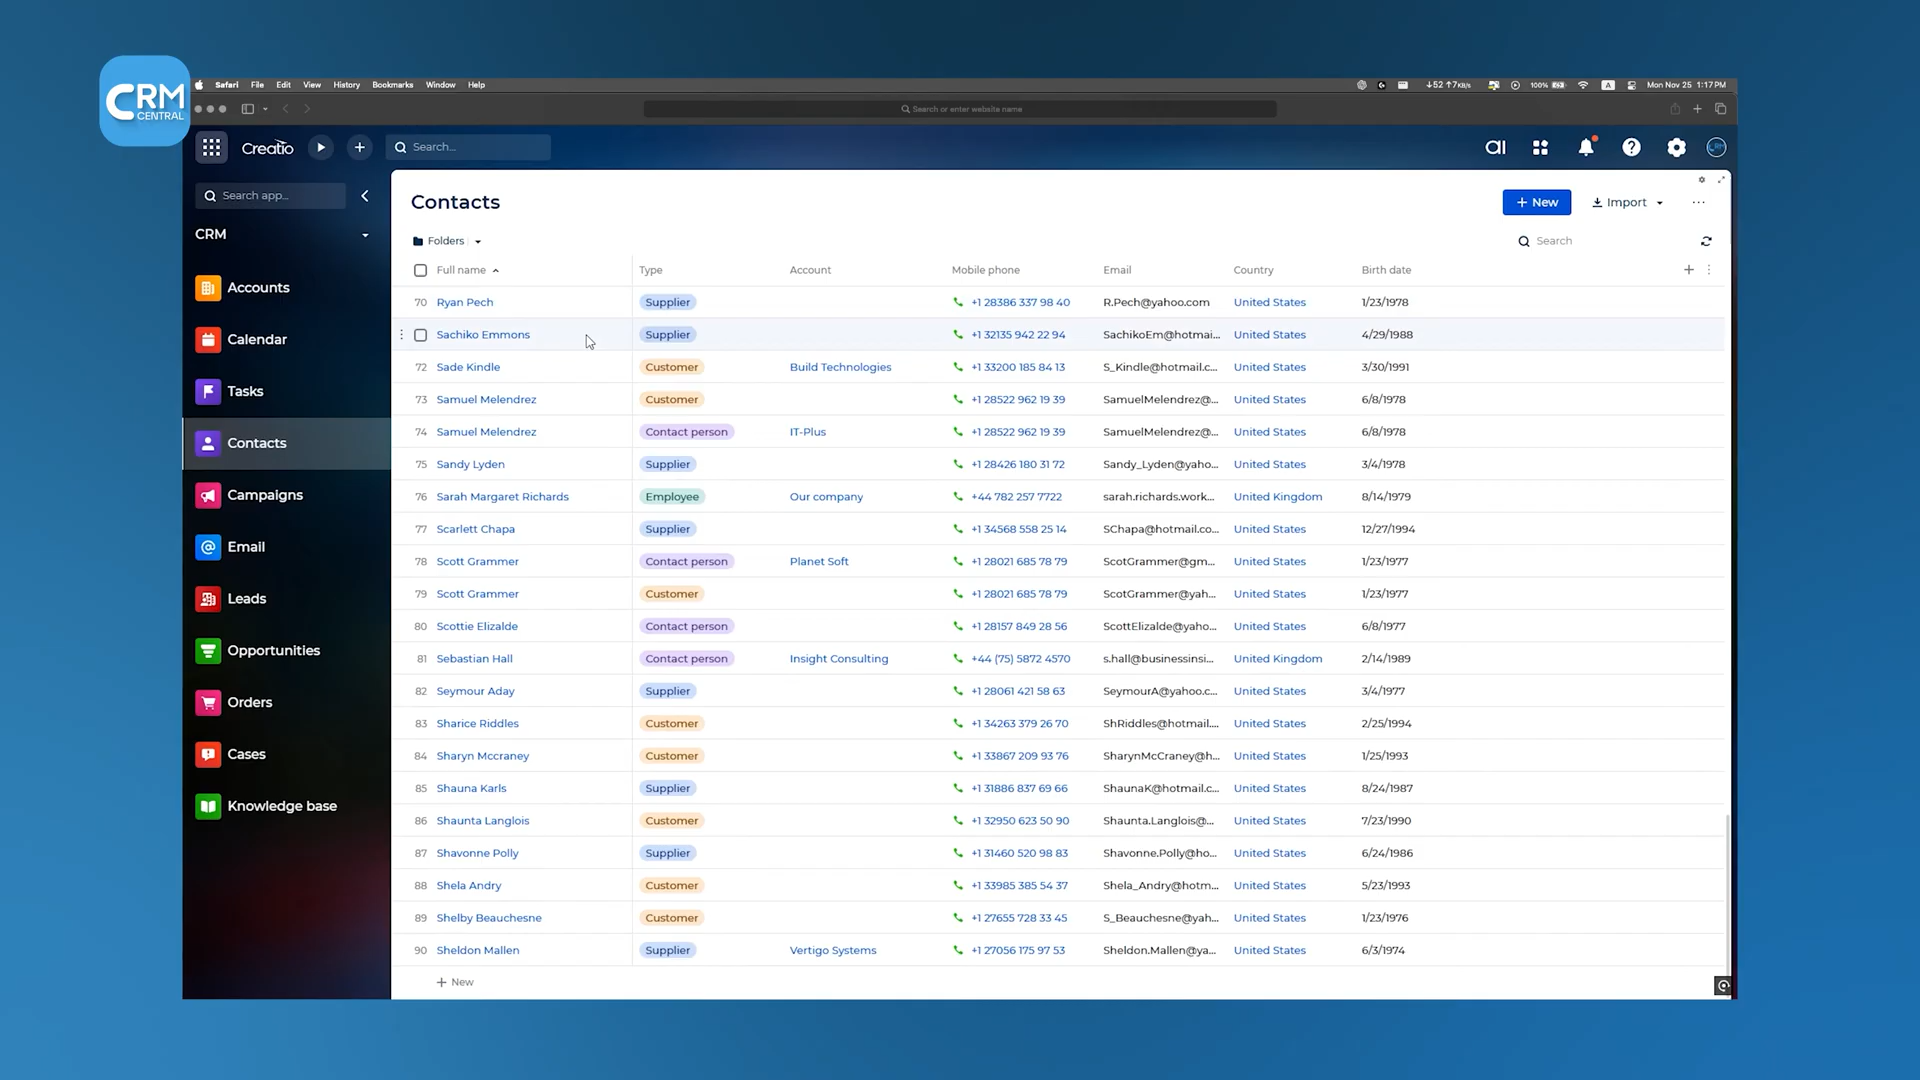 CRM
CENTRAL
Safari File Edit View History Bookmarks Window Help
↓52 ↑7KB/s 100% A Mon Nov 25 1:17 PM
Search or enter website name
Creatio Search... AI ? CRM
Search app...
CRM
Accounts
Calendar
Tasks
Contacts
Campaigns
Email
Leads
Opportunities
Orders
Cases
Knowledge base
Contacts
+ New Import ...
Folders Search
Full name Type Account Mobile phone Email Country Birth date
70 Ryan Pech Supplier +1 28386 337 98 40 R.Pech@yahoo.com United States 1/23/1978
Sachiko Emmons Supplier +1 32135 942 22 94 SachikoEm@hotmai... United States 4/29/1988
72 Sade Kindle Customer Build Technologies +1 33200 185 84 13 S_Kindle@hotmail.c... United States 3/30/1991
73 Samuel Melendrez Customer +1 28522 962 19 39 SamuelMelendrez@... United States 6/8/1978
74 Samuel Melendrez Contact person IT-Plus +1 28522 962 19 39 SamuelMelendrez@... United States 6/8/1978
75 Sandy Lyden Supplier +1 28426 180 31 72 Sandy_Lyden@yaho... United States 3/4/1978
76 Sarah Margaret Richards Employee Our company +44 782 257 7722 sarah.richards.work... United Kingdom 8/14/1979
77 Scarlett Chapa Supplier +1 34568 558 25 14 SChapa@hotmail.co... United States 12/27/1994
78 Scott Grammer Contact person Planet Soft +1 28021 685 78 79 ScotGrammer@gm... United States 1/23/1977
79 Scott Grammer Customer +1 28021 685 78 79 ScotGrammer@yah... United States 1/23/1977
80 Scottie Elizalde Contact person +1 28157 849 28 56 ScottElizalde@yaho... United States 6/8/1977
81 Sebastian Hall Contact person Insight Consulting +44 (75) 5872 4570 s.hall@businessinsi... United Kingdom 2/14/1989
82 Seymour Aday Supplier +1 28061 421 58 63 SeymourA@yahoo.c... United States 3/4/1977
83 Sharice Riddles Customer +1 34263 379 26 70 ShRiddles@hotmail.... United States 2/25/1994
84 Sharyn Mccraney Customer +1 33867 209 93 76 SharynMcCraney@h... United States 1/25/1993
85 Shauna Karls Supplier +1 31886 837 69 66 ShaunaK@hotmail.c... United States 8/24/1987
86 Shaunta Langlois Customer +1 32950 623 50 90 Shaunta.Langlois@... United States 7/23/1990
87 Shavonne Polly Supplier +1 31460 520 98 83 Shavonne.Polly@ho... United States 6/24/1986
88 Shela Andry Customer +1 33985 385 54 37 Shela_Andry@hotm... United States 5/23/1993
89 Shelby Beauchesne Customer +1 27655 728 33 45 S_Beauchesne@yah... United States 1/23/1976
90 Sheldon Mallen Supplier Vertigo Systems +1 27056 175 97 53 Sheldon.Mallen@ya... United States 6/3/1974
+ New